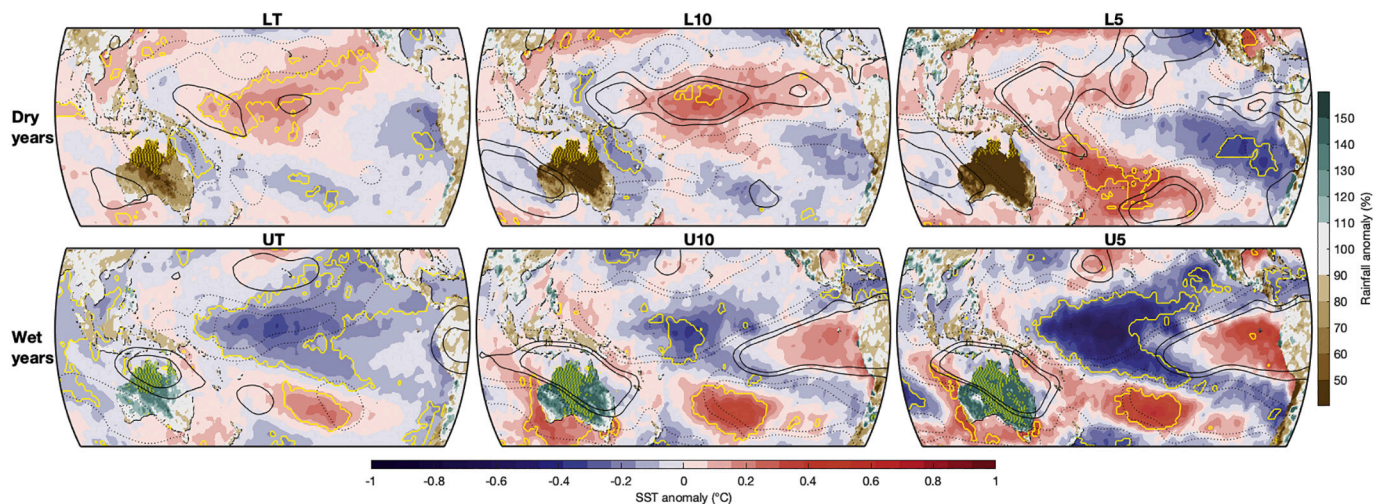 LT
L10
L5
Dry
years
UT
U10
U5
Wet
years
150
140
130
120
110
100
90
80
70
60
50
Rainfall anomaly (%)
-1
-0.8
-0.6
-0.4
-0.2
0
0.2
0.4
0.6
0.8
1
SST anomaly (°C)